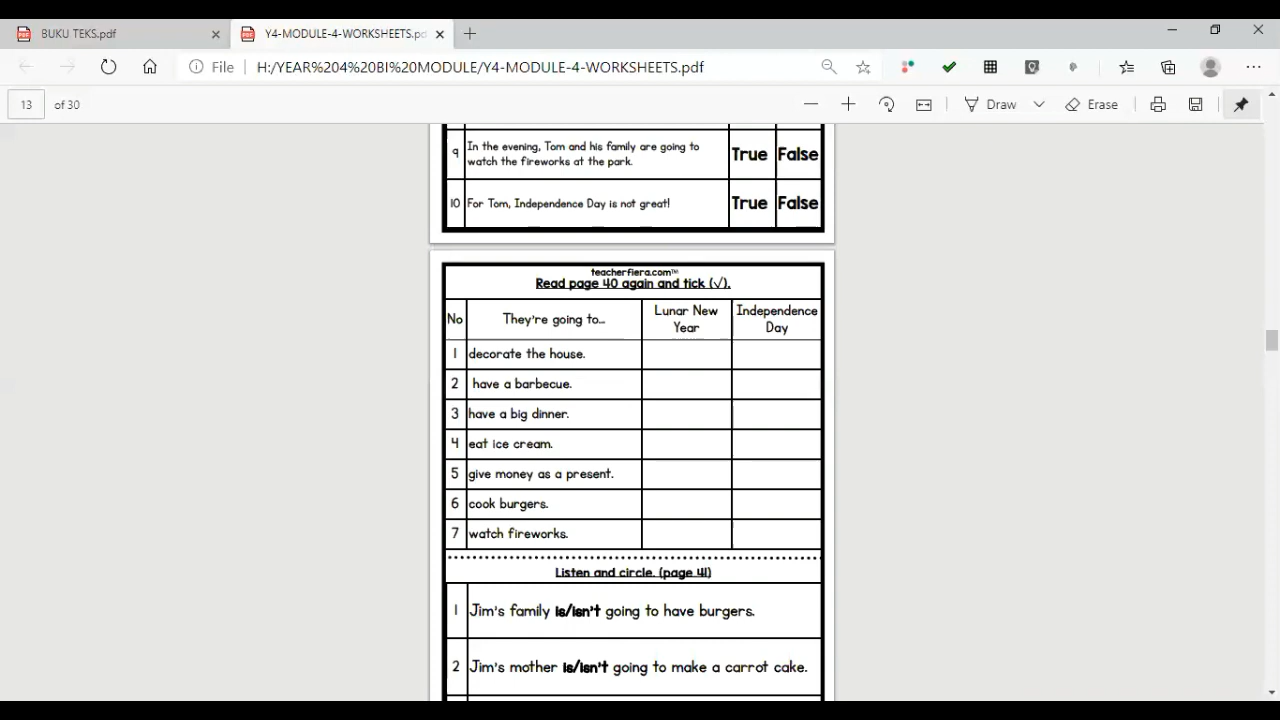 BUKU TEKS.pdf
Y4-MODULE-4-WORKSHEETS.pd
File H:/YEAR%204%20BI%20MODULE/Y4-MODULE-4-WORKSHEETS.pdf
13 of 30
Draw
Erase
9 In the evening, Tom and his family are going to
watch the fireworks at the park.
True False
10 For Tom, Independence Day is not great! True False
teacherfiera.com™
Read page 40 again and tick (√).
No They're going to... Lunar New
Year
Independence
Day
1 decorate the house.
2 have a barbecue.
3 have a big dinner.
4 eat ice cream.
5 give money as a present.
6 cook burgers.
7 watch fireworks.
Listen and circle. (page 41)
1 Jim's family is/isn't going to have burgers.
2 Jim's mother is/isn't going to make a carrot cake.